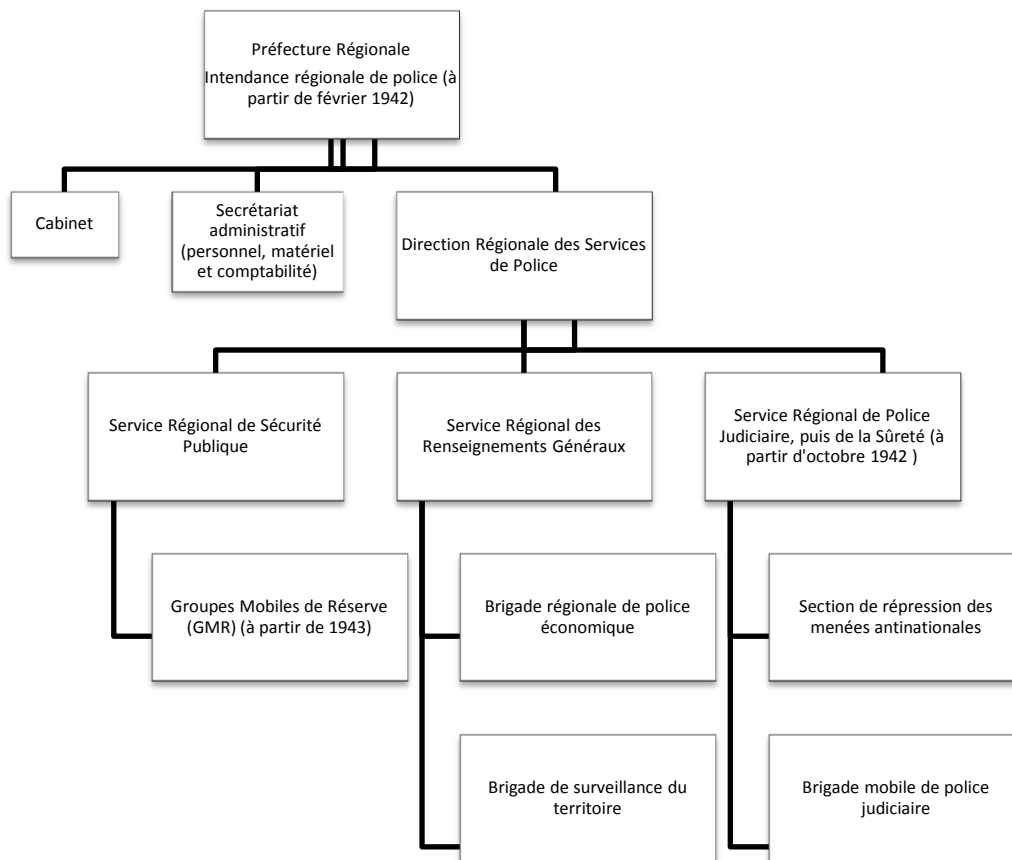 Préfecture Régionale
Intendance régionale de police (à
partir de février 1942)
Cabinet
Secrétariat
administratif
(personnel, matériel
et comptabilité)
Direction Régionale des Services
de Police
Service Régional de Sécurité
Publique
Service Régional des
Renseignements Généraux
Service Régional de Police
Judiciaire, puis de la Sûreté (à
partir d'octobre 1942 )
Groupes Mobiles de Réserve
(GMR) (à partir de 1943)
Brigade régionale de police
économique
Section de répression des
menées antinationales
Brigade de surveillance du
territoire
Brigade mobile de police
judiciaire